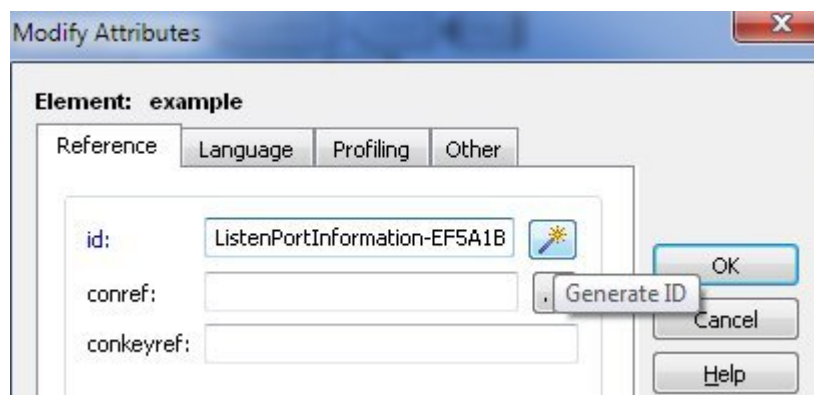 Modify Attributes
X
Element: example
Reference Language Profiling Other
id: ListenPortInformation-EF5A1B
OK
conref: . Generate ID
Cancel
conkeyref:
Help